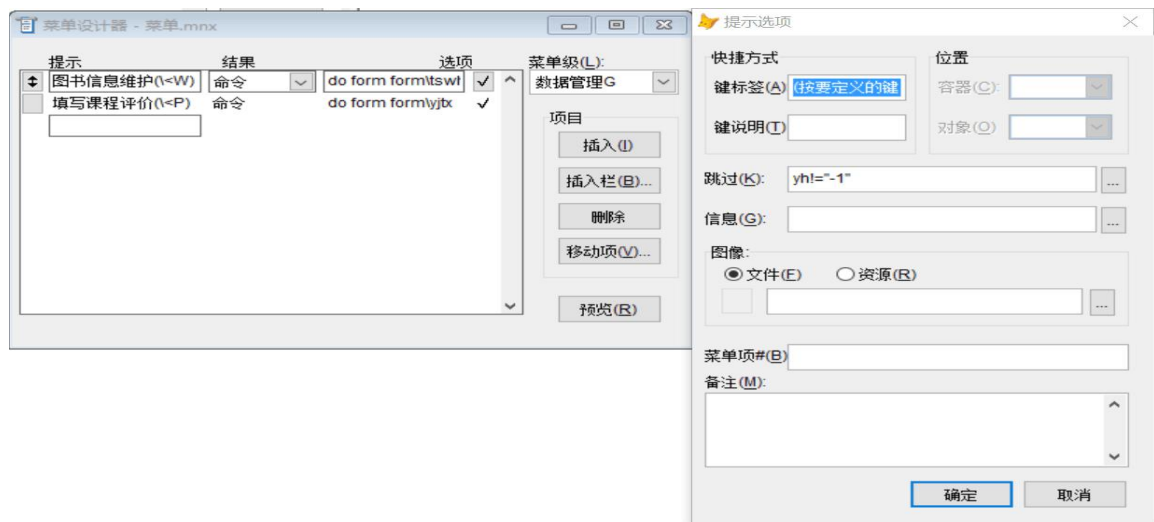 菜单设计器 - 菜单.mnx
提示 结果 选项 菜单级(L):
图书信息维护(\<W) 命令 do form form\tswh 数据管理G
填写课程评价(\<P) 命令 do form form\yjtx
项目
插入(I)
插入栏(B)...
删除
移动项(V)...
预览(R)
提示选项
快捷方式 位置
键标签(A) (按要定义的键 容器(C):
键说明(T) 对象(O)
跳过(K): yh!="-1" ...
信息(G): ...
图像:
文件(F) 资源(R)
...
菜单项#(B)
备注(M):
确定 取消